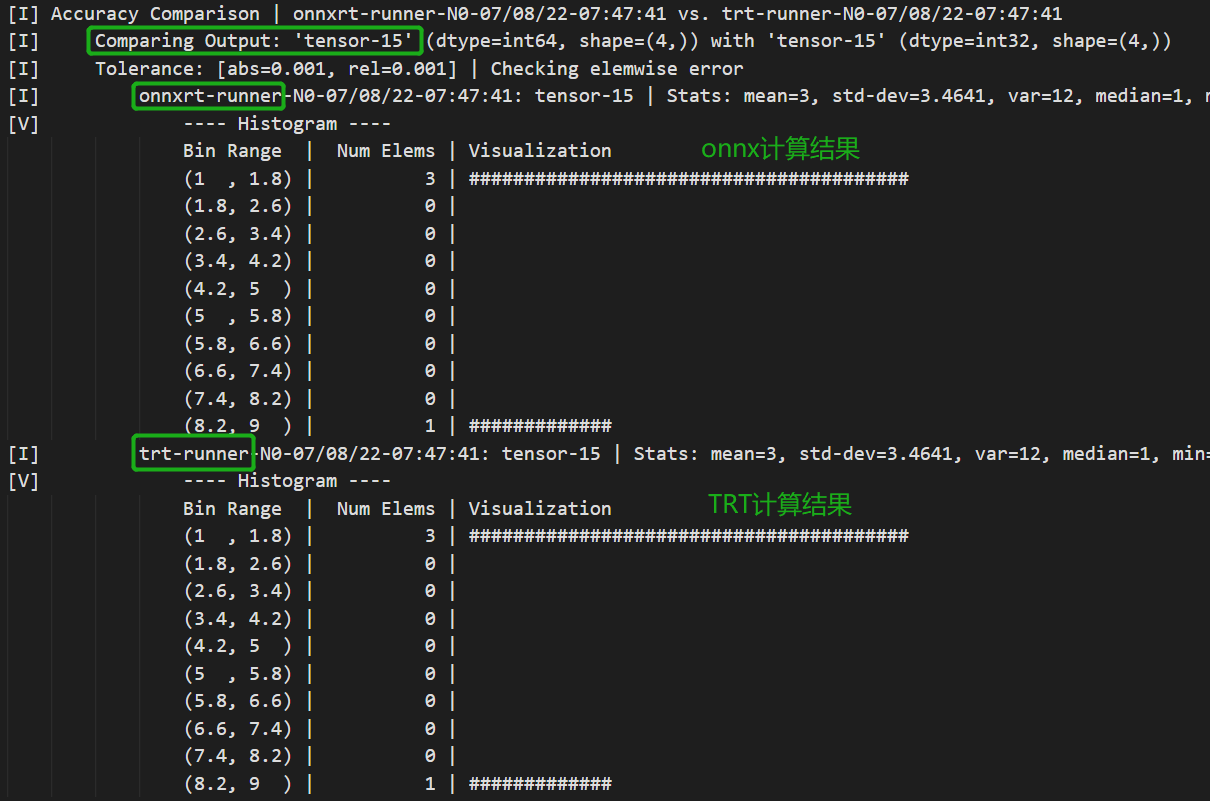 [I] Accuracy Comparison | onnxrt-runner-N0-07/08/22-07:47:41 vs. trt-runner-N0-07/08/22-07:47:41
[I]     Comparing Output: 'tensor-15' (dtype=int64, shape=(4,)) with 'tensor-15' (dtype=int32, shape=(4,))
[I]     Tolerance: [abs=0.001, rel=0.001] | Checking elemwise error
[I]         onnxrt-runner-N0-07/08/22-07:47:41: tensor-15 | Stats: mean=3, std-dev=3.4641, var=12, median=1,
[V]             ---- Histogram ----
                Bin Range  |  Num Elems | Visualization    onnx计算结果
                (1  , 1.8) |          3 | ########################################
                (1.8, 2.6) |          0 |
                (2.6, 3.4) |          0 |
                (3.4, 4.2) |          0 |
                (4.2, 5  ) |          0 |
                (5  , 5.8) |          0 |
                (5.8, 6.6) |          0 |
                (6.6, 7.4) |          0 |
                (7.4, 8.2) |          0 |
                (8.2, 9  ) |          1 | #############
[I]         trt-runner-N0-07/08/22-07:47:41: tensor-15 | Stats: mean=3, std-dev=3.4641, var=12, median=1, min=
[V]             ---- Histogram ----
                Bin Range  |  Num Elems | Visualization    TRT计算结果
                (1  , 1.8) |          3 | ########################################
                (1.8, 2.6) |          0 |
                (2.6, 3.4) |          0 |
                (3.4, 4.2) |          0 |
                (4.2, 5  ) |          0 |
                (5  , 5.8) |          0 |
                (5.8, 6.6) |          0 |
                (6.6, 7.4) |          0 |
                (7.4, 8.2) |          0 |
                (8.2, 9  ) |          1 | #############